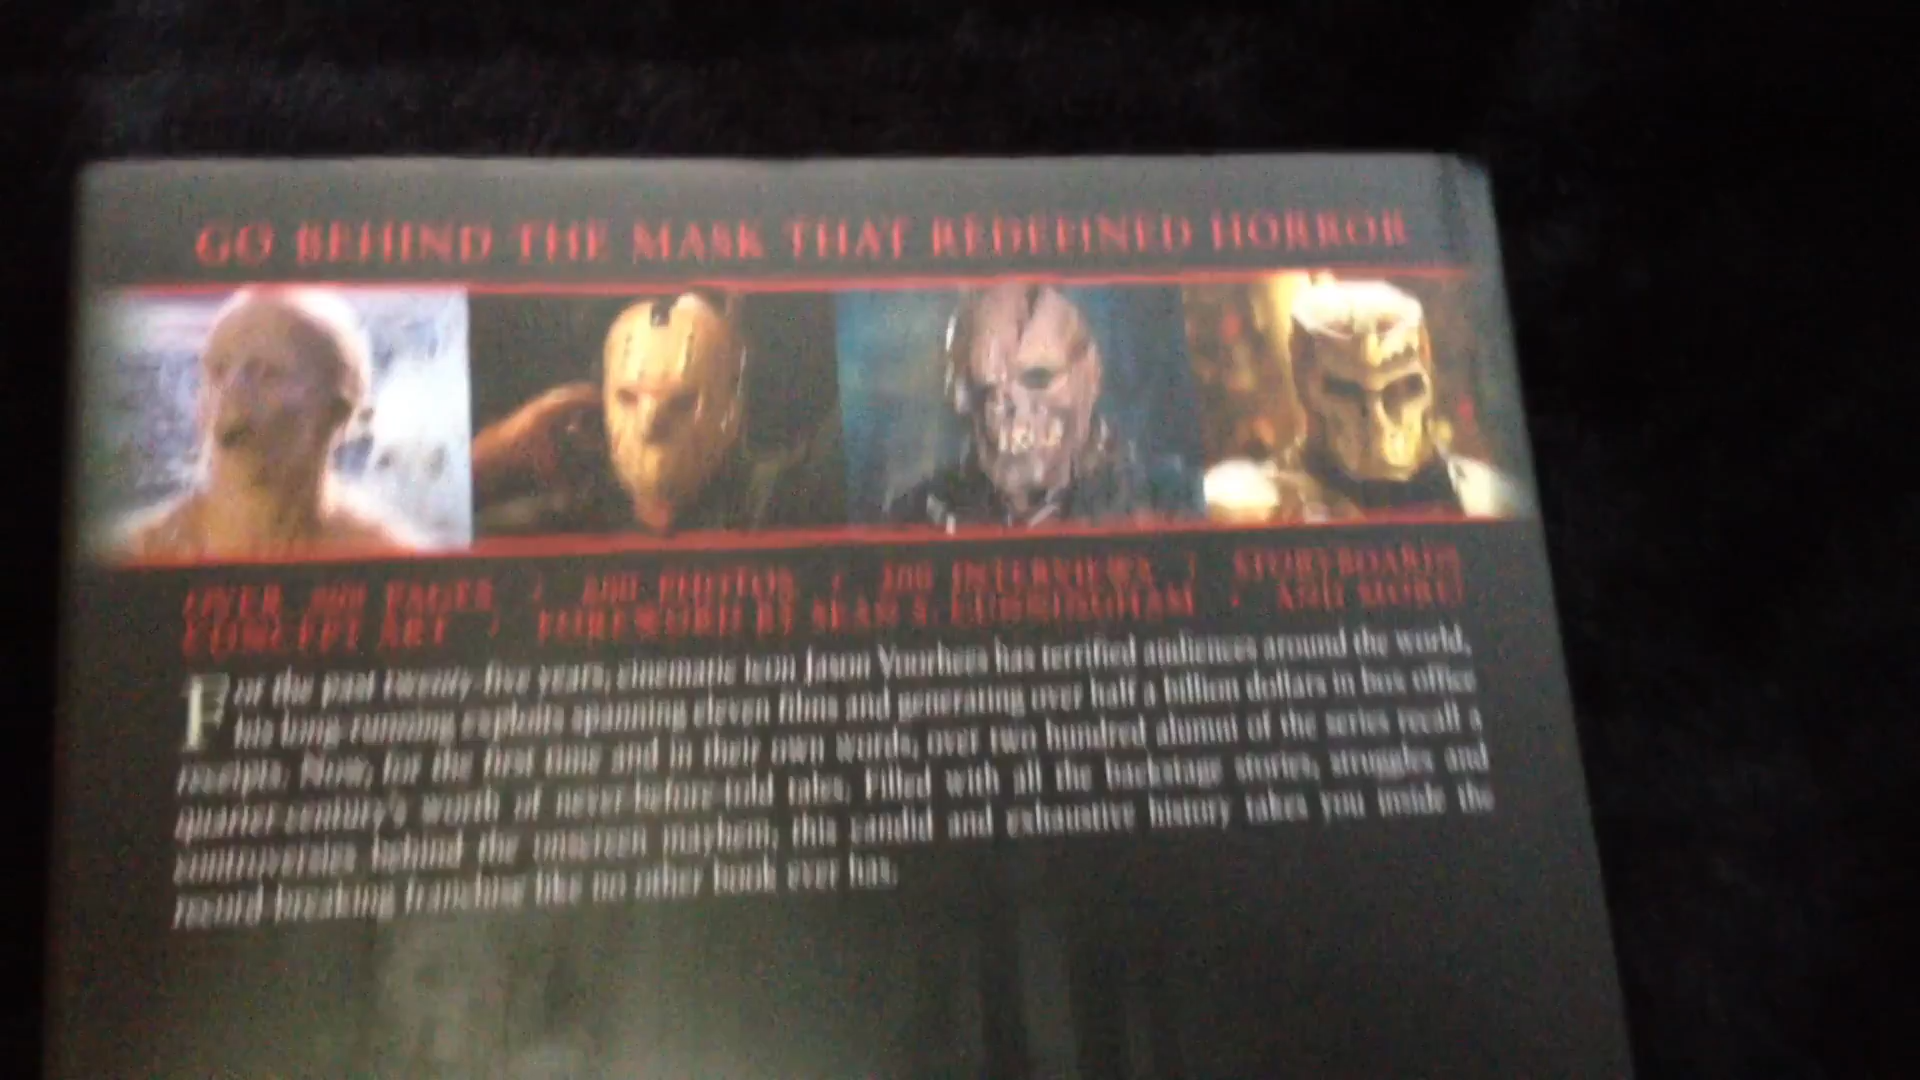 GO BEHIND THE MASK THAT REDEFINED HORROR
OVER PAGES / 600 PHOTOS / 200 INTERVIEWS / STORYBOARDS
CONCEPT ART / FOREWORD BY SEAN S. CUNNINGHAM / AND MORE!
For the past twenty-five years, cinematic icon Jason Voorhees has terrified audiences around the world,
his long-running exploits spanning eleven films and generating over half a billion dollars in box office
receipts. Now, for the first time and in their own words, over two hundred alumni of the series recall a
quarter-century's worth of never-before-told tales. Filled with all the backstage stories, struggles and
controversies behind the onscreen mayhem, this candid and exhaustive history takes you inside the
record-breaking franchise like no other book ever has.